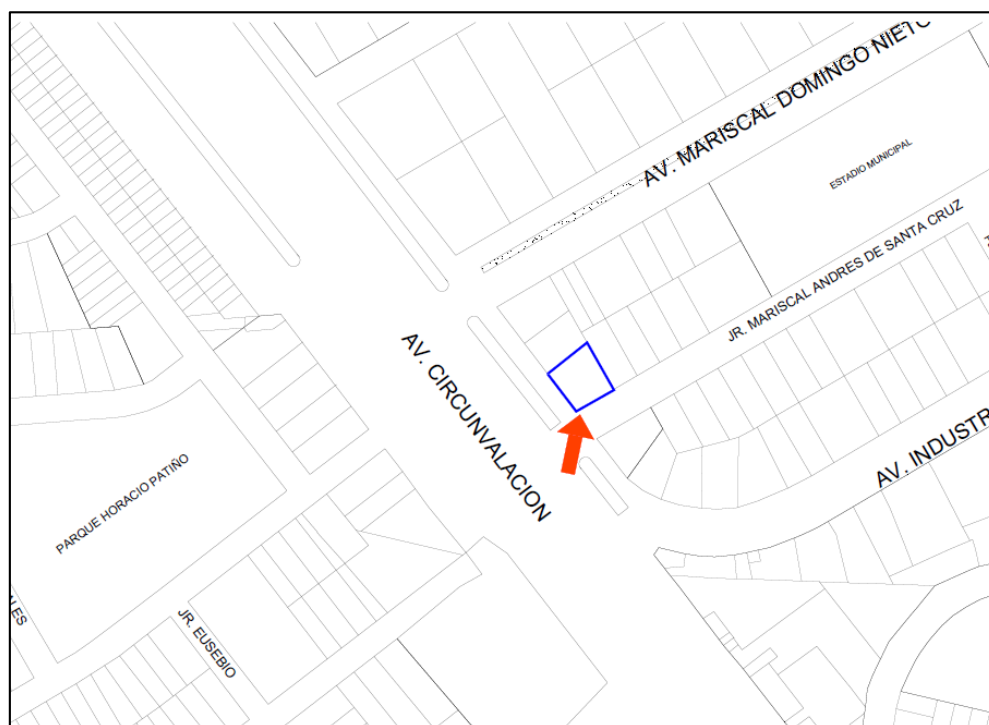 AV. MARISCAL DOMINGO NIETO
ESTADIO MUNICIPAL
JR. MARISCAL ANDRES DE SANTA CRUZ
AV. CIRCUNVALACION
AV. INDUSTR
PARQUE HORACIO PATIÑO
JR. EUSEBIO
ALES